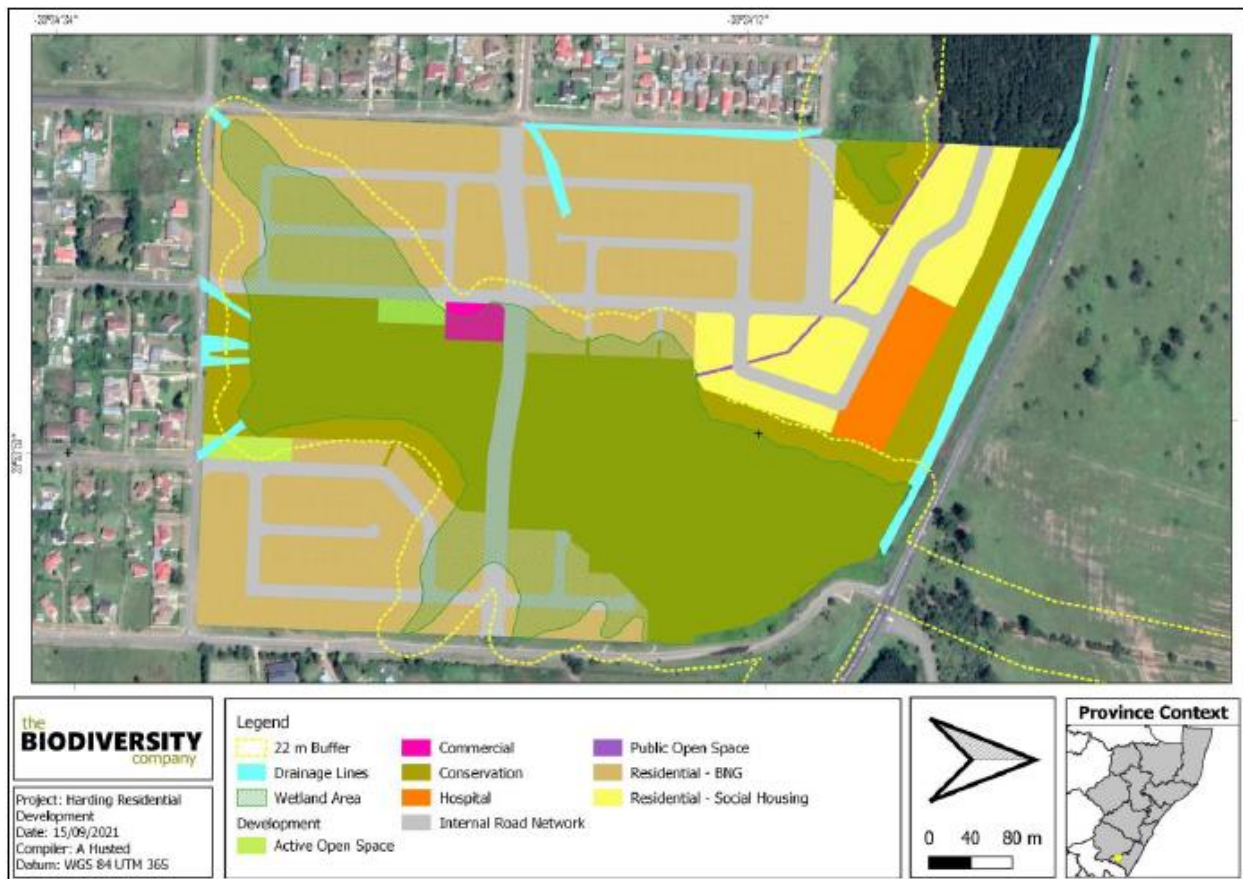 the
BIODIVERSITY
company
Project: Harding Residential
Development
Date: 15/09/2021
Compiler: A Husted
Datum: WGS 84 UTM 36S
Legend
22 m Buffer
Drainage Lines
Wetland Area
Development
Active Open Space
Commercial
Conservation
Hospital
Internal Road Network
Public Open Space
Residential - BNG
Residential - Social Housing
0 40 80 m
Province Context